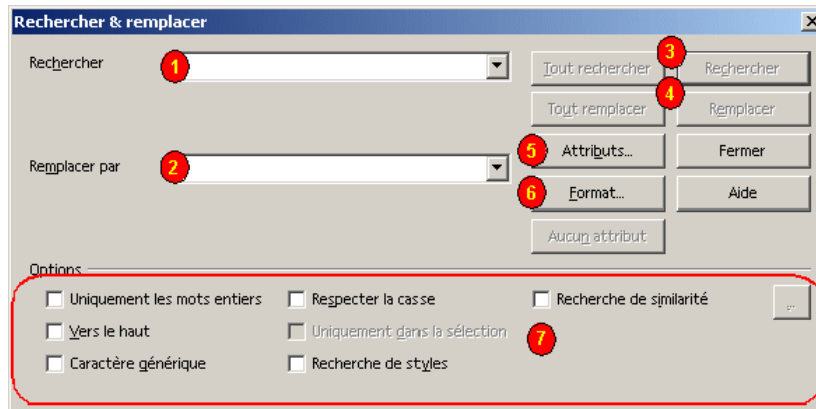 Rechercher & remplacer
Rechercher
1
3
Tout rechercher
Rechercher
4
Tout remplacer
Remplacer
Remplacer par
2
5
Attributs...
Fermer
6
Format...
Aide
Aucun attribut
Options
Uniquement les mots entiers
Respecter la casse
Recherche de similarité
...
Vers le haut
Uniquement dans la sélection
7
Caractère générique
Recherche de styles